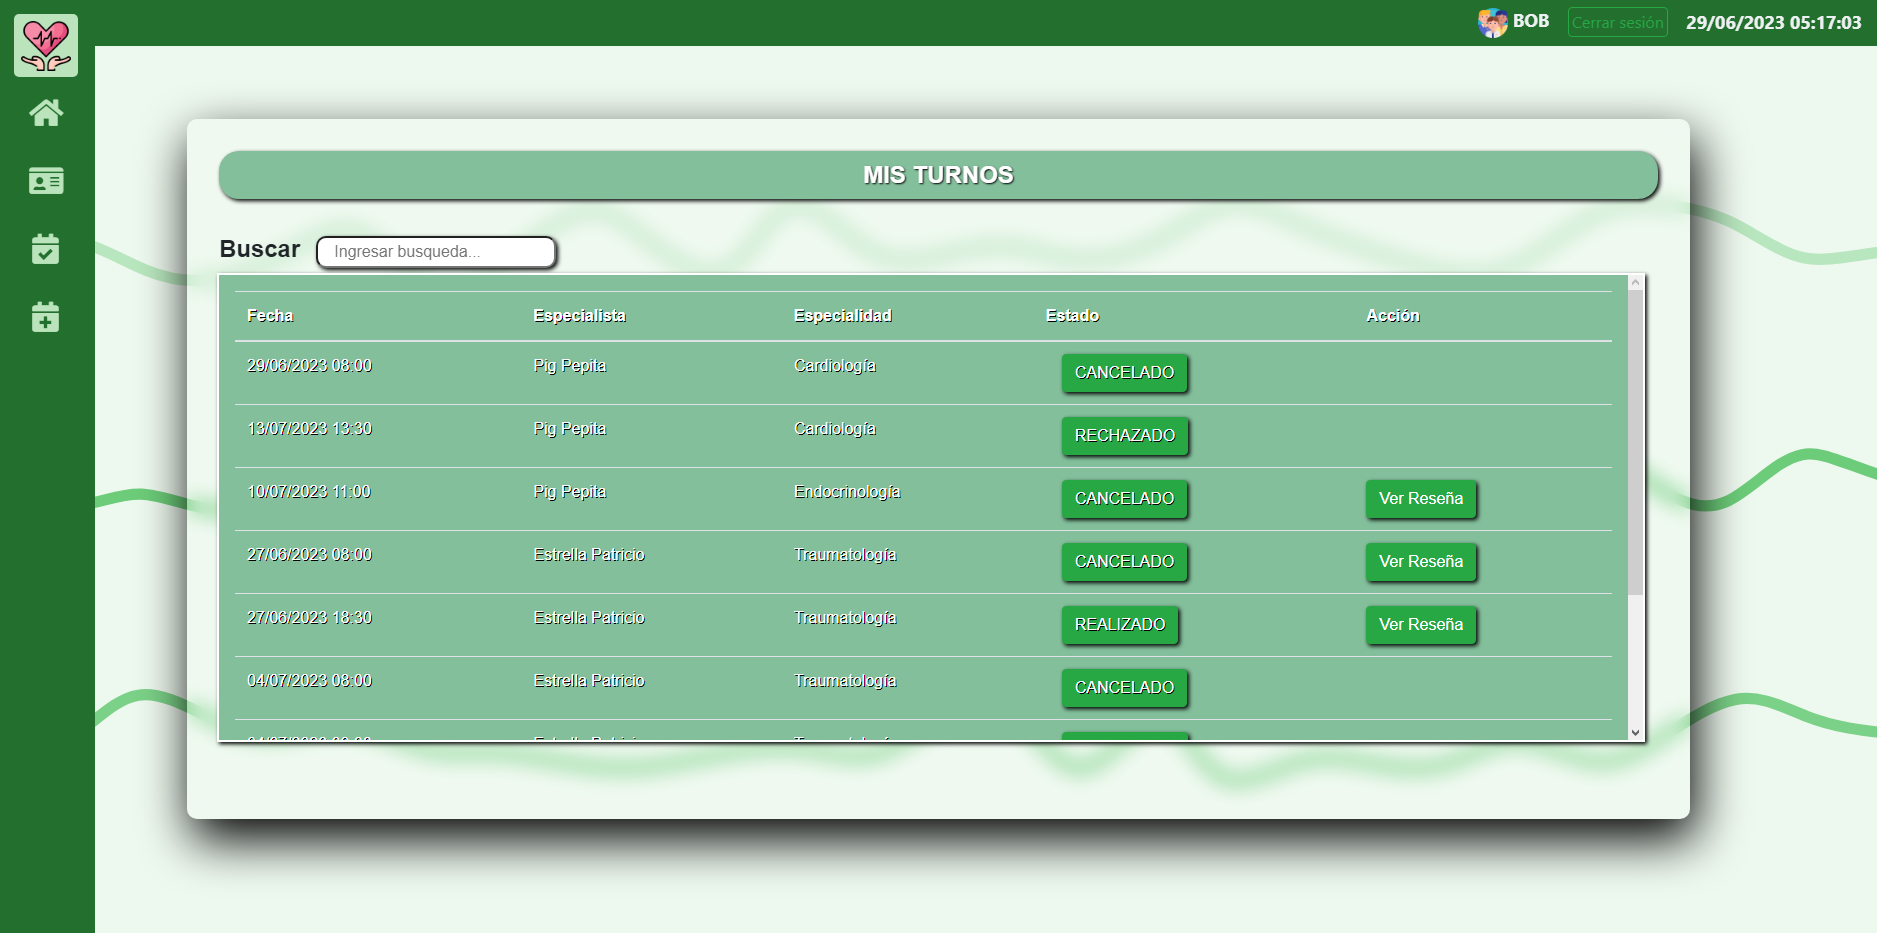 BOB Cerrar sesión 29/06/2023 05:17:03
MIS TURNOS
Buscar Ingresar busqueda...
Fecha Especialista Especialidad Estado Acción
29/06/2023 08:00 Pig Pepita Cardiología CANCELADO
13/07/2023 13:30 Pig Pepita Cardiología RECHAZADO
10/07/2023 11:00 Pig Pepita Endocrinología CANCELADO Ver Reseña
27/06/2023 08:00 Estrella Patricio Traumatología CANCELADO Ver Reseña
27/06/2023 18:30 Estrella Patricio Traumatología REALIZADO Ver Reseña
04/07/2023 08:00 Estrella Patricio Traumatología CANCELADO